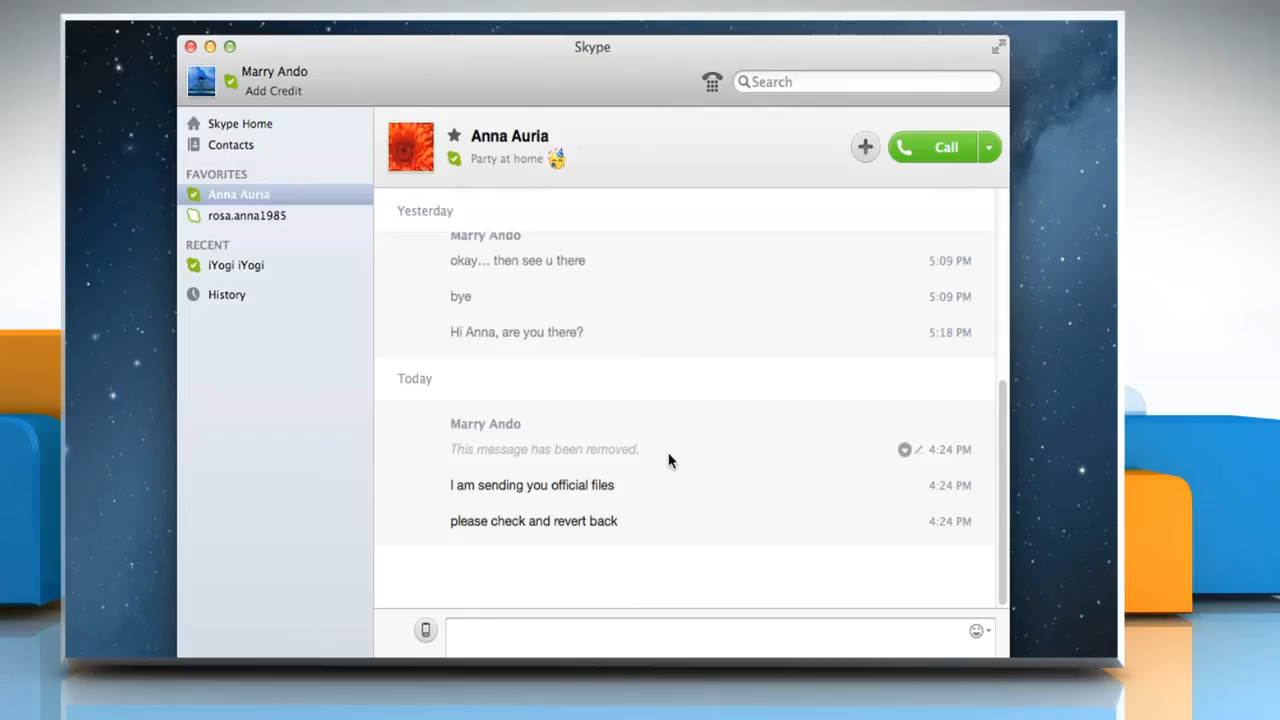 Skype
Marry Ando
Add Credit
Search
Skype Home
Contacts
FAVORITES
Anna Auria
rosa.anna1985
RECENT
iYogi iYogi
History
Anna Auria
Party at home 🥳
Call
Yesterday
Marry Ando
okay... then see u there 5:09 PM
bye 5:09 PM
Hi Anna, are you there? 5:18 PM
Today
Marry Ando
This message has been removed. 4:24 PM
I am sending you official files 4:24 PM
please check and revert back 4:24 PM